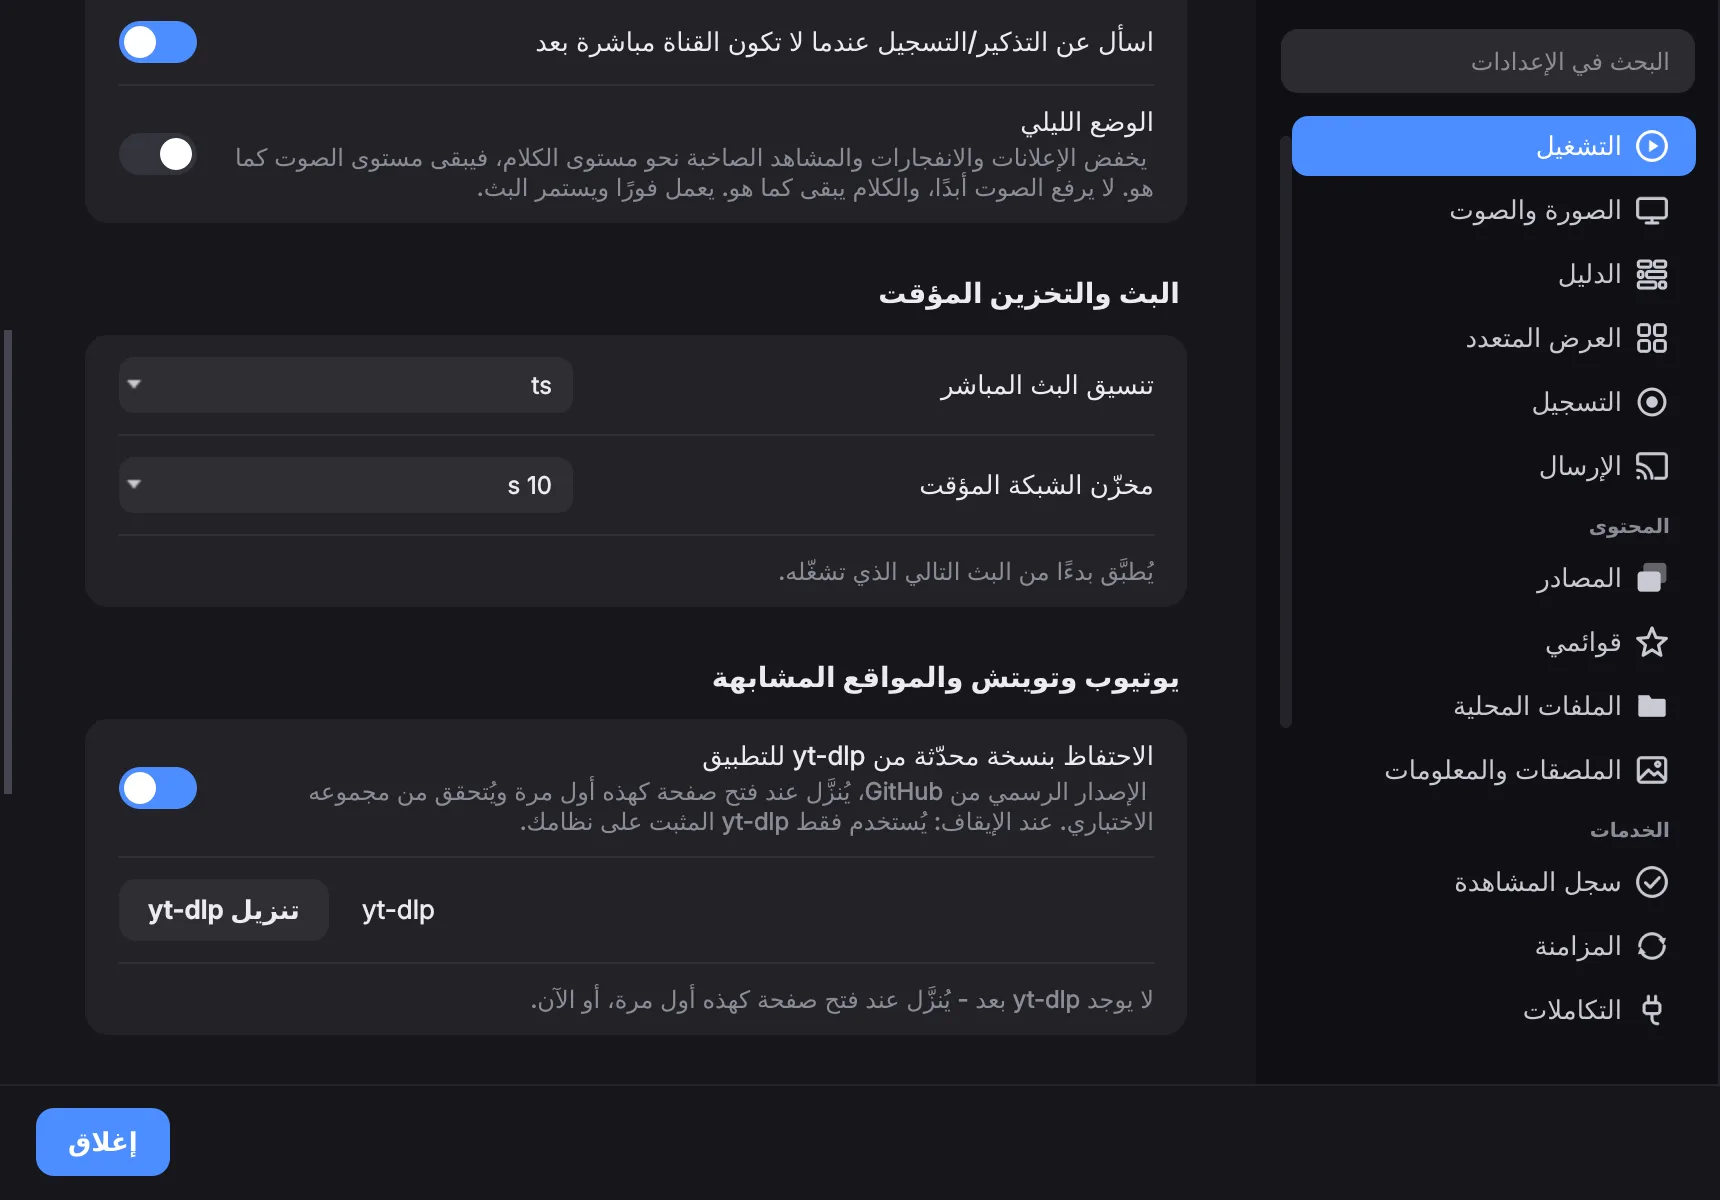 البحث في الإعدادات
التشغيل
الصورة والصوت
الدليل
العرض المتعدد
التسجيل
الإرسال
المحتوى
المصادر
قوائمي
الملفات المحلية
الملصقات والمعلومات
الخدمات
سجل المشاهدة
المزامنة
التكاملات
اسأل عن التذكير/التسجيل عندما لا تكون القناة مباشرة بعد
الوضع الليلي
يخفض الإعلانات والانفجارات والمشاهد الصاخبة نحو مستوى الكلام، فيبقى مستوى الصوت كما
هو. لا يرفع الصوت أبدًا، والكلام يبقى كما هو. يعمل فورًا ويستمر البث.
البث والتخزين المؤقت
تنسيق البث المباشر
ts
مخزّن الشبكة المؤقت
10 s
يُطبَّق بدءًا من البث التالي الذي تشغّله.
يوتيوب وتويتش والمواقع المشابهة
الاحتفاظ بنسخة محدّثة من yt-dlp للتطبيق
الإصدار الرسمي من GitHub، يُنزَّل عند فتح صفحة كهذه أول مرة ويُتحقق من مجموعه
الاختباري. عند الإيقاف: يُستخدم فقط yt-dlp المثبت على نظامك.
yt-dlp
تنزيل yt-dlp
لا يوجد yt-dlp بعد - يُنزَّل عند فتح صفحة كهذه أول مرة، أو الآن.
إغلاق